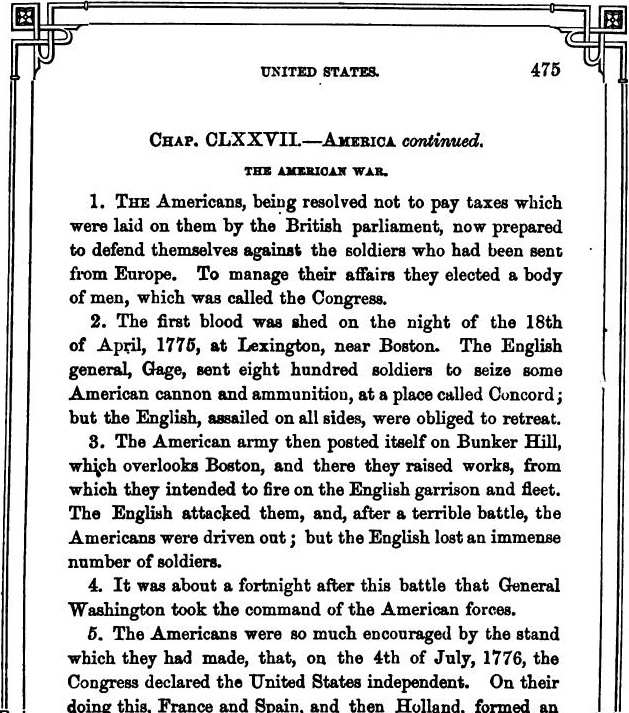 UNITED STATES. 475
CHAP. CLXXVII.—AMERICA continued.
THE AMERICAN WAR.
1. THE Americans, being resolved not to pay taxes which
were laid on them by the British parliament, now prepared
to defend themselves against the soldiers who had been sent
from Europe. To manage their affairs they elected a body
of men, which was called the Congress.
2. The first blood was shed on the night of the 18th
of April, 1775, at Lexington, near Boston. The English
general, Gage, sent eight hundred soldiers to seize some
American cannon and ammunition, at a place called Concord;
but the English, assailed on all sides, were obliged to retreat.
3. The American army then posted itself on Bunker Hill,
which overlooks Boston, and there they raised works, from
which they intended to fire on the English garrison and fleet.
The English attacked them, and, after a terrible battle, the
Americans were driven out; but the English lost an immense
number of soldiers.
4. It was about a fortnight after this battle that General
Washington took the command of the American forces.
5. The Americans were so much encouraged by the stand
which they had made, that, on the 4th of July, 1776, the
Congress declared the United States independent. On their
doing this, France and Spain, and then Holland, formed an